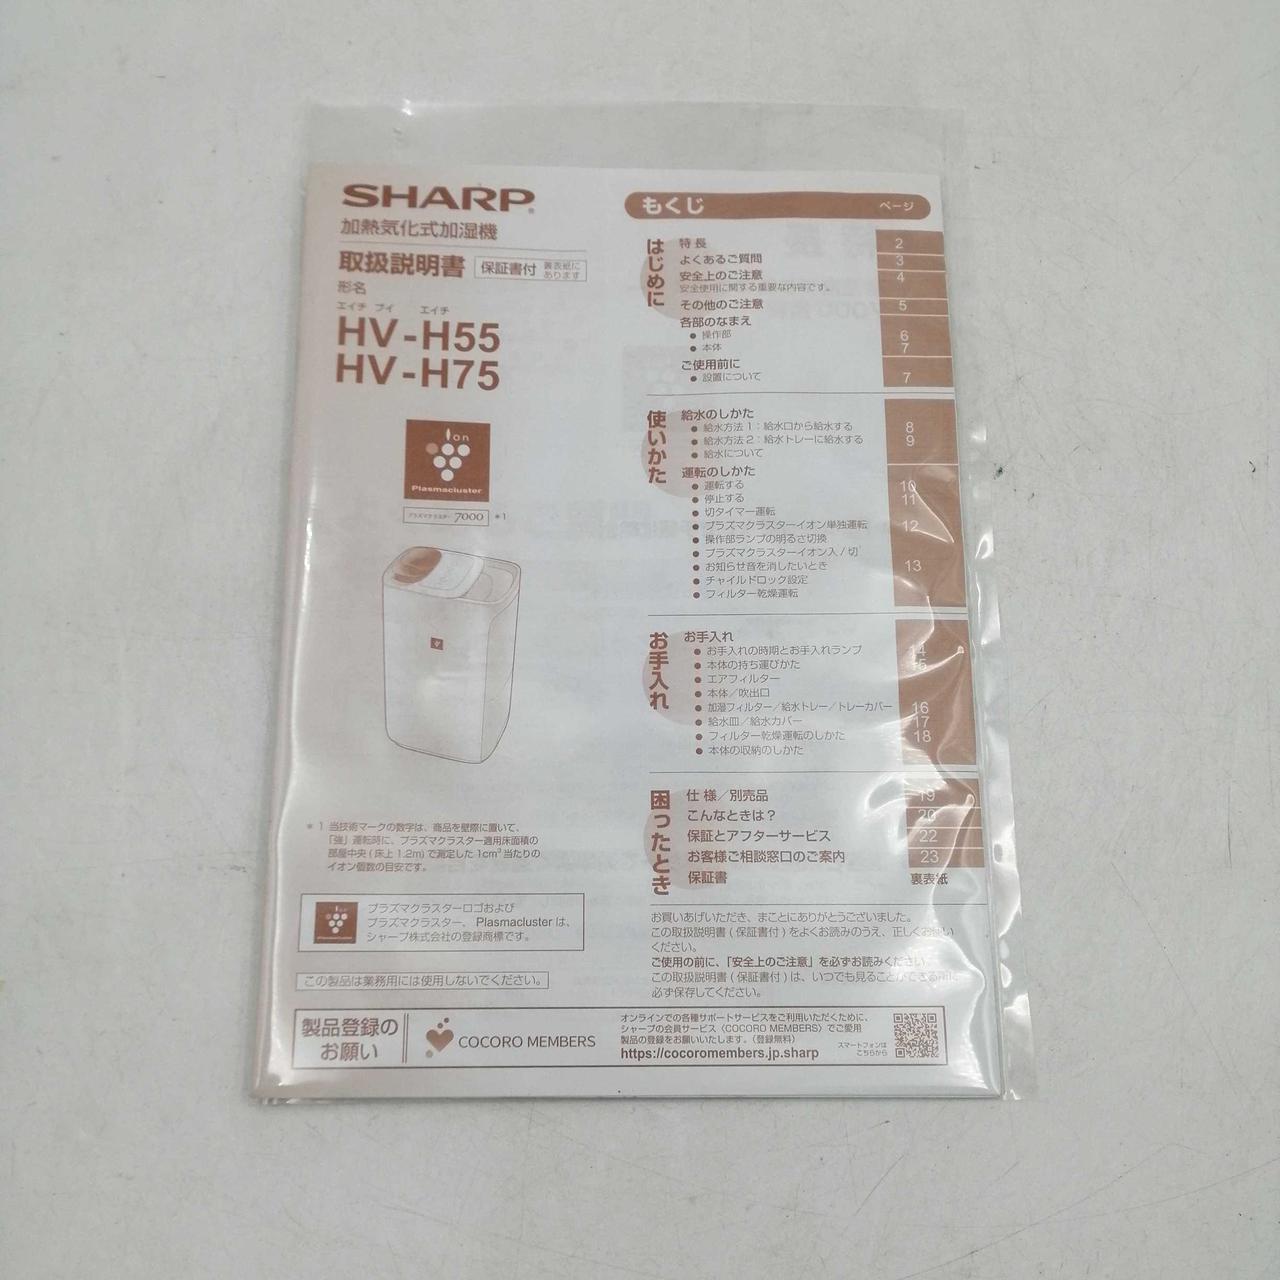 SHARP
加熱気化式加湿機
取扱説明書
保証書付
裏表紙に
あります
形名
エイチ ブイ エイチ
HV-H55
HV-H75
Ion
Plasmacluster
プラズマクラスター 7000 *1
*1 当技術マークの数字は、商品を壁際に置いて、
「強」運転時に、プラズマクラスター適用床面積の
部屋中央(床上1.2m)で測定した1cm³当たりの
イオン個数の目安です。
Plasmacluster
プラズマクラスターロゴおよび
プラズマクラスター、Plasmaclusterは、
シャープ株式会社の登録商標です。
この製品は業務用には使用しないでください。
もくじ ページ
はじめに
特長 2
よくあるご質問 3
安全上のご注意 4
安全使用に関する重要な内容です。
その他のご注意 5
各部のなまえ
● 操作部 6
● 本体 7
ご使用前に
● 設置について 7
使いかた
給水のしかた
● 給水方法1：給水口から給水する 8
● 給水方法2：給水トレーに給水する 9
● 給水について
運転のしかた
● 運転する 10
● 停止する 11
● 切タイマー運転
● プラズマクラスターイオン単独運転 12
● 操作部ランプの明るさ切換
● プラズマクラスターイオン入/切
● お知らせ音を消したいとき 13
● チャイルドロック設定
● フィルター乾燥運転
お手入れ
お手入れ
● お手入れの時期とお手入れランプ 14
● 本体の持ち運びかた 15
● エアフィルター
● 本体/吹出口
● 加湿フィルター/給水トレー/トレーカバー 16
● 給水皿/給水カバー 17
● フィルター乾燥運転のしかた 18
● 本体の収納のしかた
困ったとき
仕様/別売品 19
こんなときは？ 20
保証とアフターサービス 22
お客様ご相談窓口のご案内 23
保証書 裏表紙
お買いあげいただき、まことにありがとうございました。
この取扱説明書(保証書付)をよくお読みのうえ、正しくお使い
ください。
ご使用の前に、「安全上のご注意」を必ずお読みください。
この取扱説明書(保証書付)は、いつでも見ることができる所に
必ず保存してください。
製品登録の
お願い
COCORO MEMBERS
オンラインでの各種サポートサービスをご利用いただくために、
シャープの会員サービス〈COCORO MEMBERS〉でご愛用
製品の登録をお願いいたします。(登録無料)
https://cocoromembers.jp.sharp
スマートフォンは
こちらから